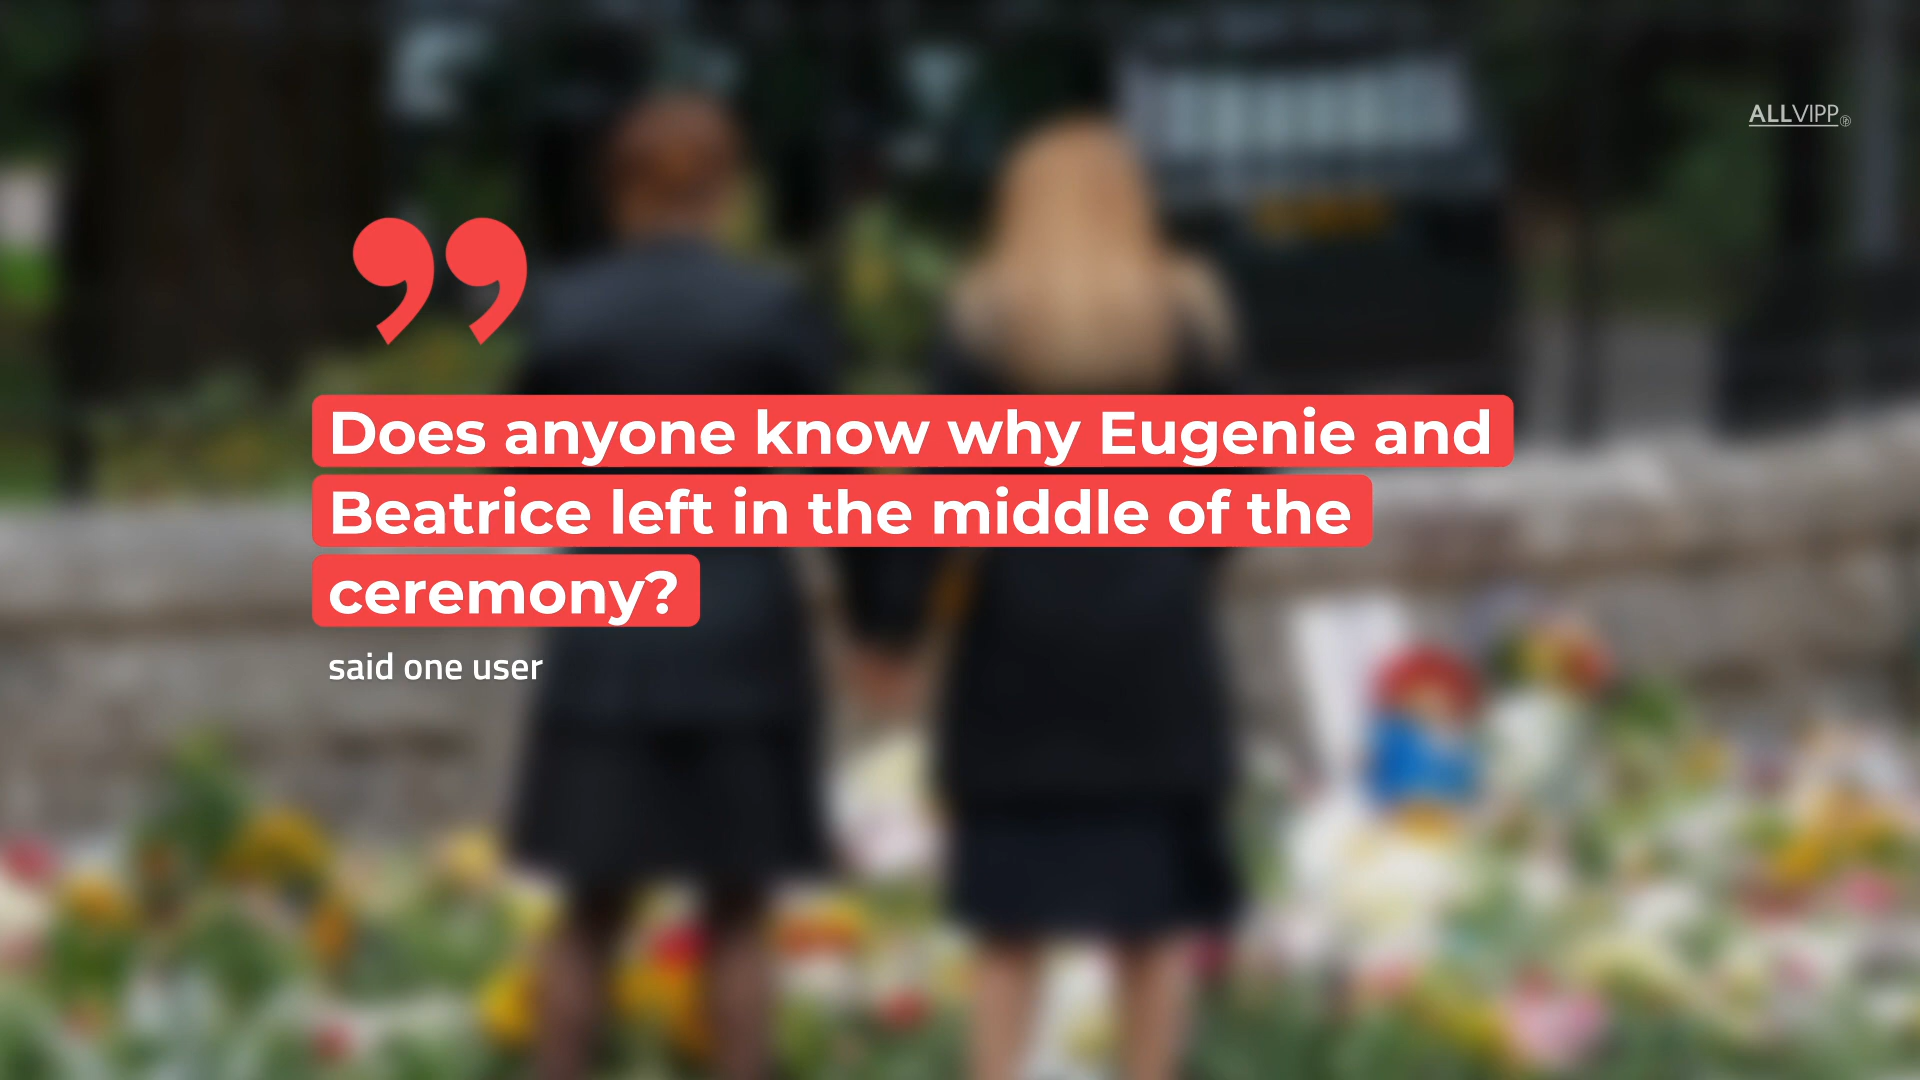 ALLVIPP
”
Does anyone know why Eugenie and
Beatrice left in the middle of the
ceremony?
said one user